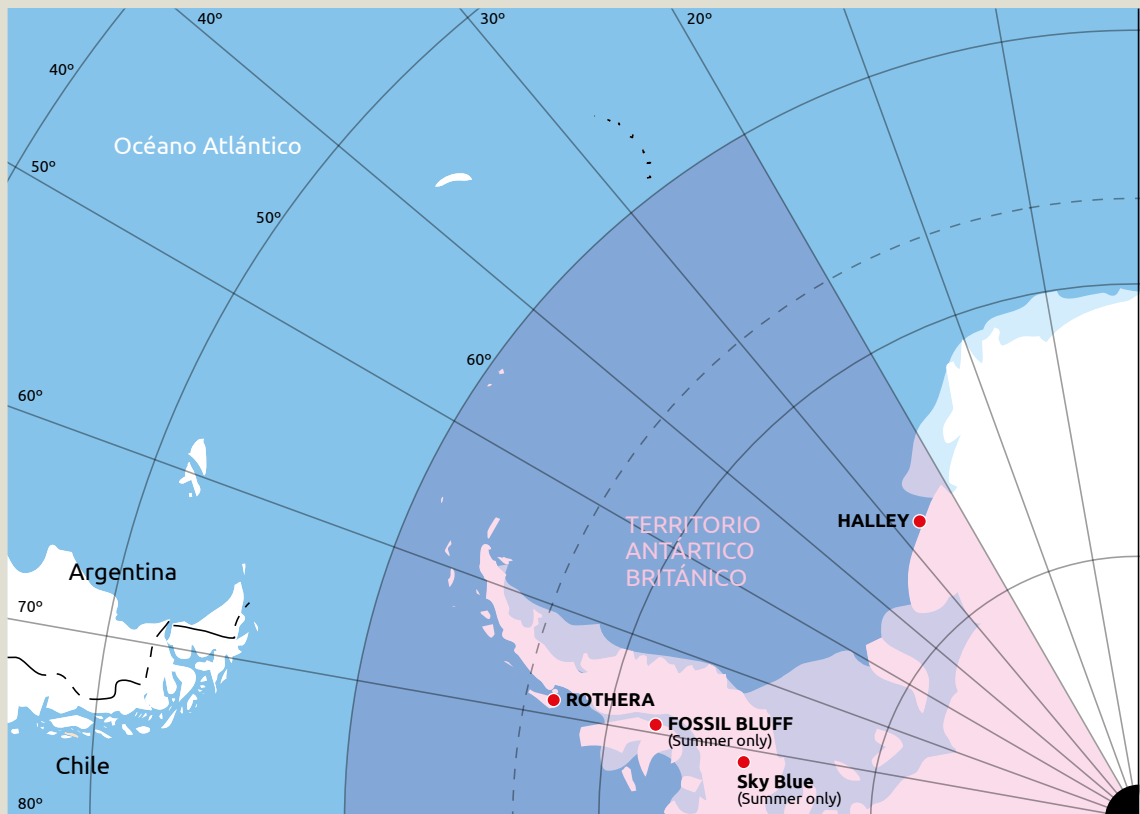 40º
30º
20º
40º
Océano Atlántico
50º
50º
60º
60º
TERRITORIO
ANTÁRTICO
BRITÁNICO
HALLEY
Argentina
70º
ROTHERA
FOSSIL BLUFF
(Summer only)
Chile
Sky Blue
(Summer only)
80º